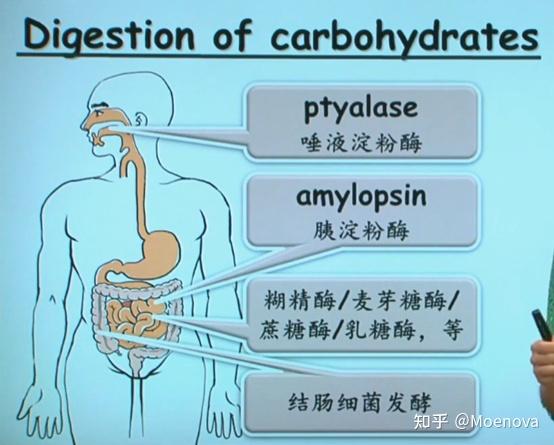 Digestion of carbohydrates
ptyalase
唾液淀粉酶
amylopsin
胰淀粉酶
糊精酶/麦芽糖酶/
蔗糖酶/乳糖酶，等
结肠细菌发酵
知乎 @Moenova